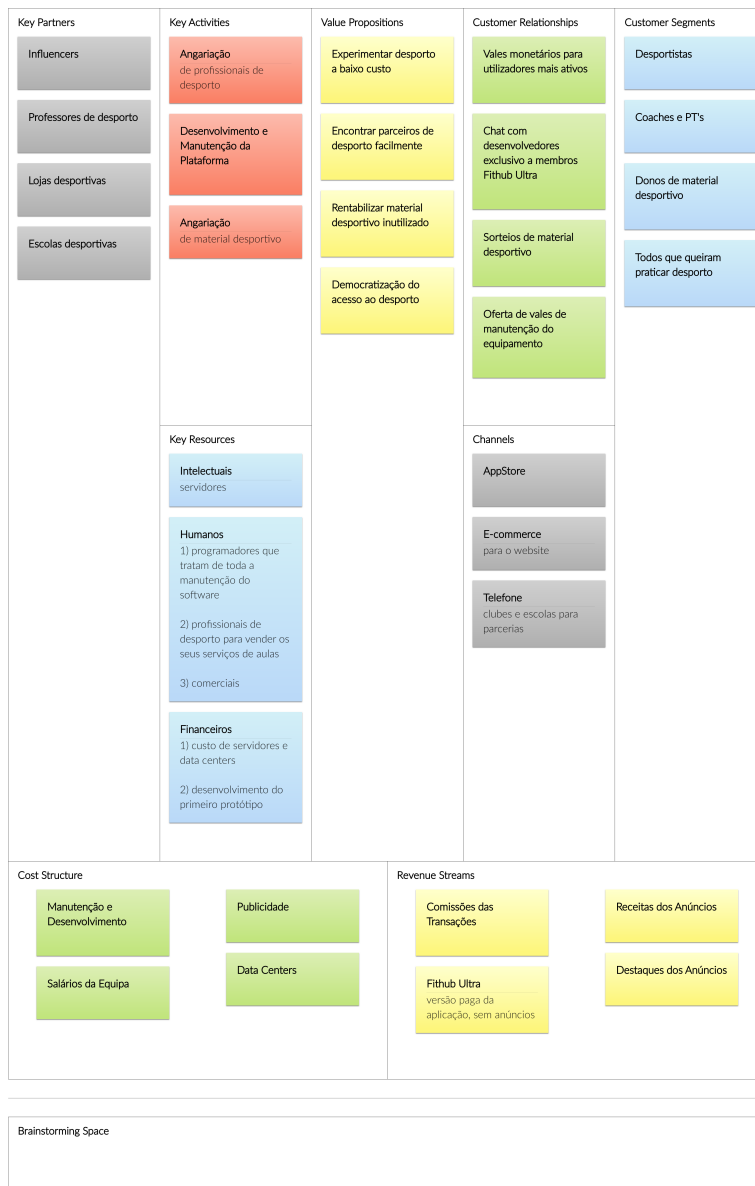 Key Partners
Influencers
Professores de desporto
Lojas desportivas
Escolas desportivas
Key Activities
Angariação
de profissionais de
desporto
Desenvolvimento e
Manutenção da
Plataforma
Angariação
de material desportivo
Key Resources
Intelectuais
servidores
Humanos
1) programadores que
tratam de toda a
manutenção do
software
2) profissionais de
desporto para vender os
seus serviços de aulas
3) comerciais
Financeiros
1) custo de servidores e
data centers
2) desenvolvimento do
primeiro protótipo
Value Propositions
Experimentar desporto
a baixo custo
Encontrar parceiros de
desporto facilmente
Rentabilizar material
desportivo inutilizado
Democratização do
acesso ao desporto
Customer Relationships
Vales monetários para
utilizadores mais ativos
Chat com
desenvolvedores
exclusivo a membros
Fithub Ultra
Sorteios de material
desportivo
Oferta de vales de
manutenção do
equipamento
Channels
AppStore
E-commerce
para o website
Telefone
clubes e escolas para
parcerias
Customer Segments
Desportistas
Coaches e PT's
Donos de material
desportivo
Todos que queiram
praticar desporto
Cost Structure
Manutenção e
Desenvolvimento
Publicidade
Salários da Equipa
Data Centers
Revenue Streams
Comissões das
Transações
Receitas dos Anúncios
Fithub Ultra
versão paga da
aplicação, sem anúncios
Destaques dos Anúncios
Brainstorming Space